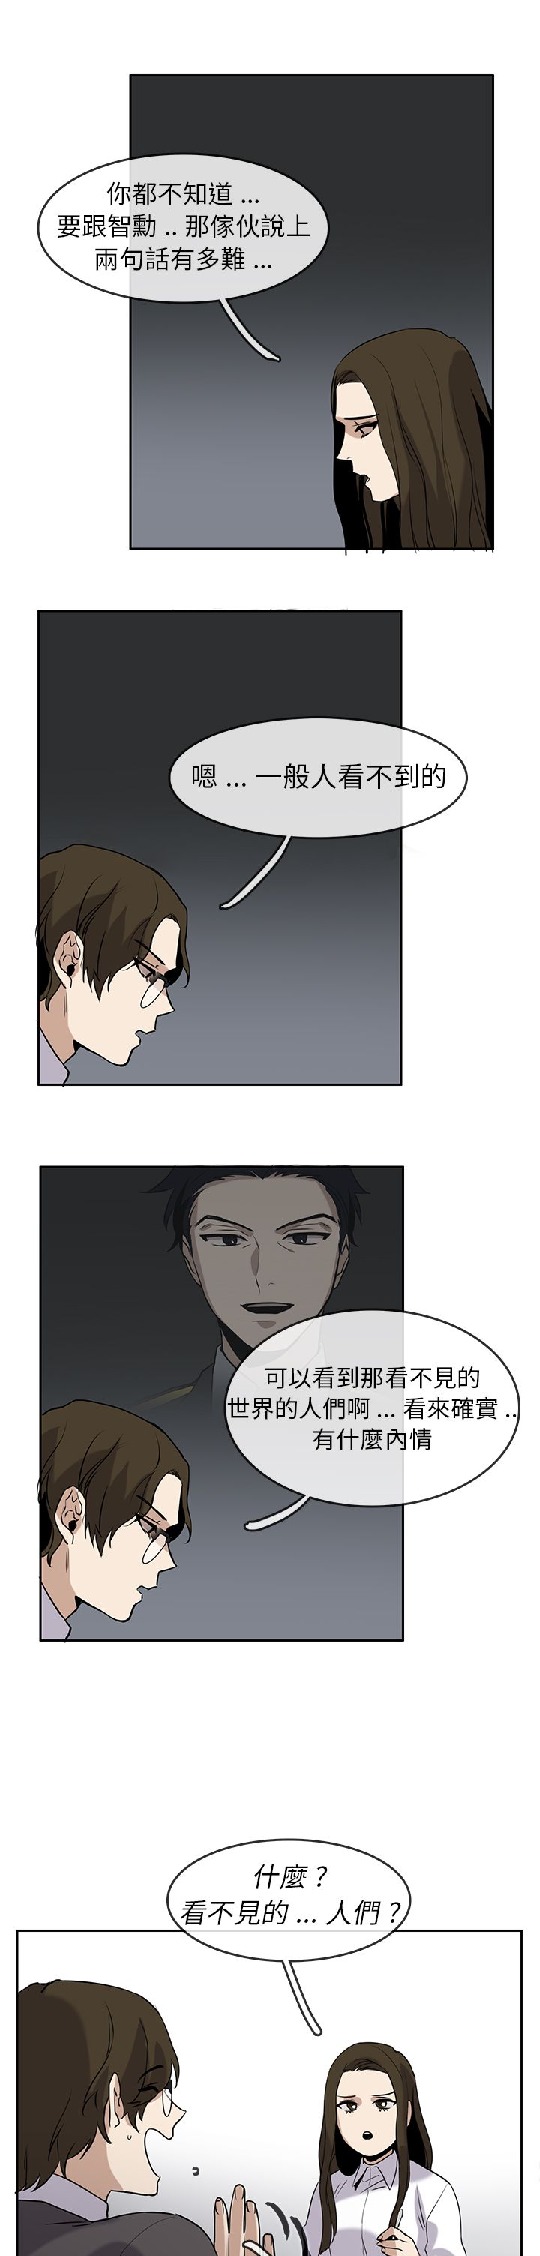 你都不知道 ...
要跟智勳 .. 那傢伙說上
兩句話有多難 ...
嗯 ... 一般人看不到的
可以看到那看不見的
世界的人們啊 ... 看來確實 ..
有什麼內情
什麼？
看不見的 ... 人們？